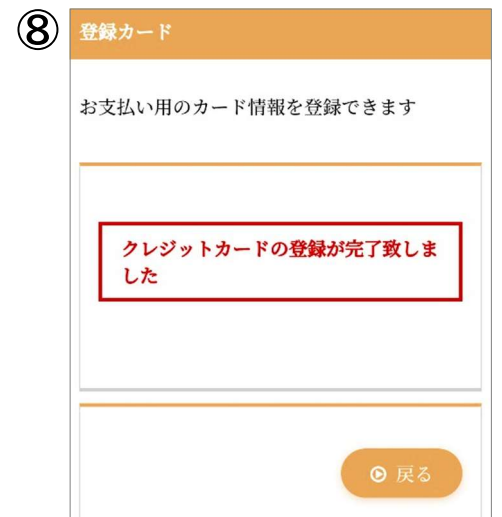 ⑧
登録カード
お支払い用のカード情報を登録できます
クレジットカードの登録が完了致しま
した
戻る